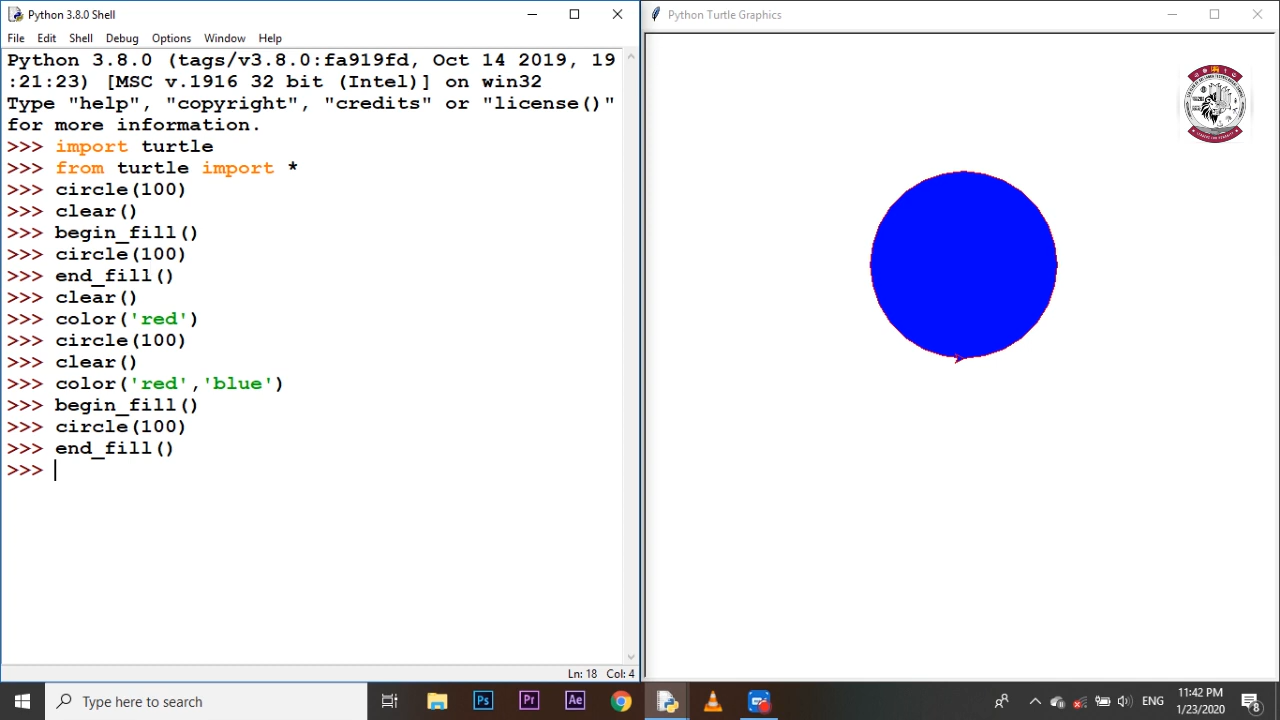 Python 3.8.0 Shell
File Edit Shell Debug Options Window Help
Python 3.8.0 (tags/v3.8.0:fa919fd, Oct 14 2019, 19
:21:23) [MSC v.1916 32 bit (Intel)] on win32
Type "help", "copyright", "credits" or "license()"
for more information.
>>> import turtle
>>> from turtle import *
>>> circle(100)
>>> clear()
>>> begin_fill()
>>> circle(100)
>>> end_fill()
>>> clear()
>>> color('red')
>>> circle(100)
>>> clear()
>>> color('red','blue')
>>> begin_fill()
>>> circle(100)
>>> end_fill()
>>>
Ln: 18 Col: 4
Python Turtle Graphics
Type here to search
Ps
Pr
Ae
ENG
11:42 PM
1/23/2020
8